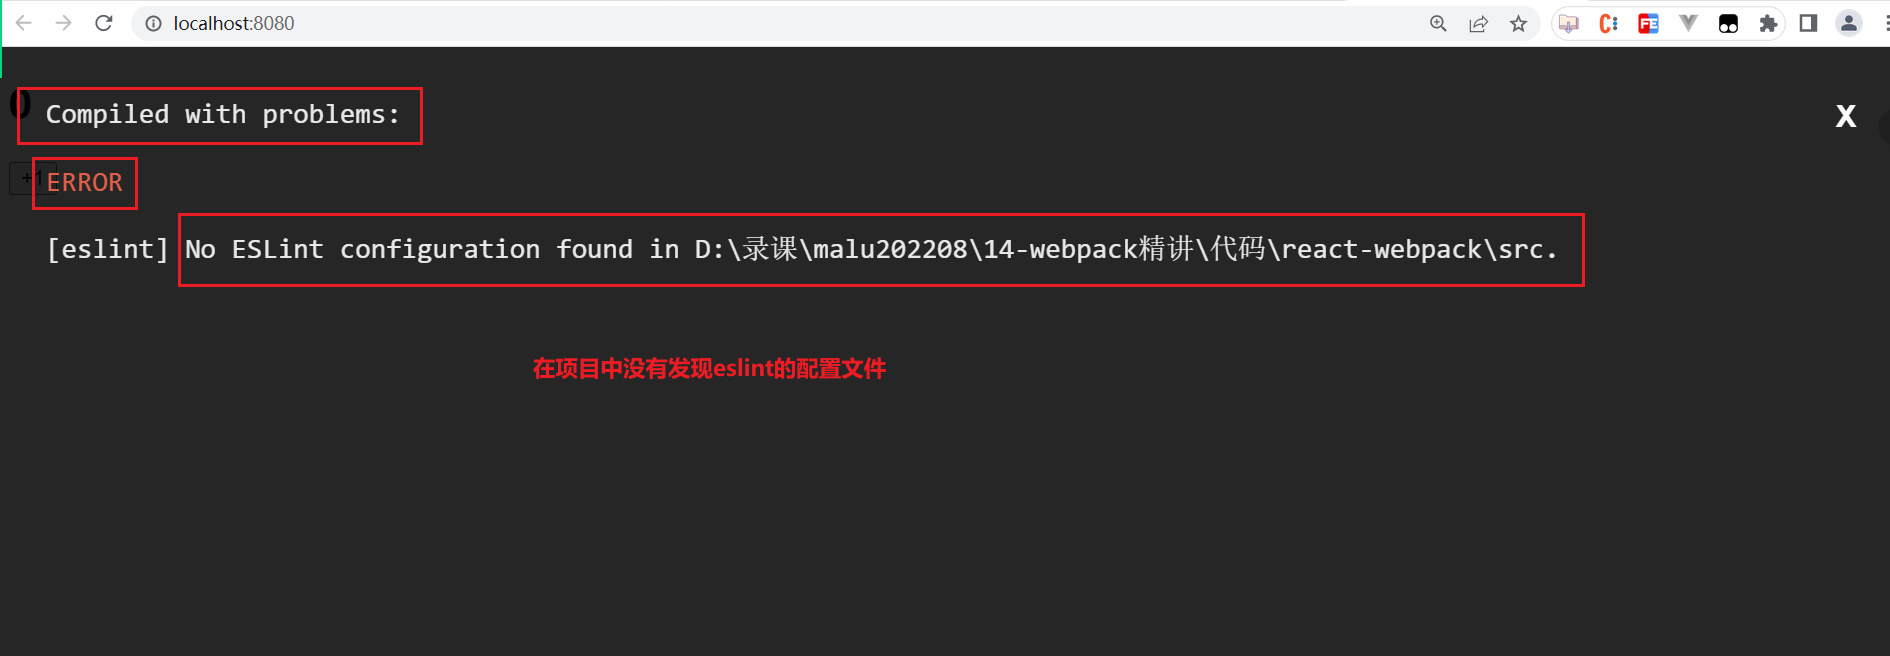 localhost:8080
0
Compiled with problems:
X
+1
ERROR
[eslint] No ESLint configuration found in D:\录课\malu202208\14-webpack精讲\代码\react-webpack\src.
在项目中没有发现eslint的配置文件